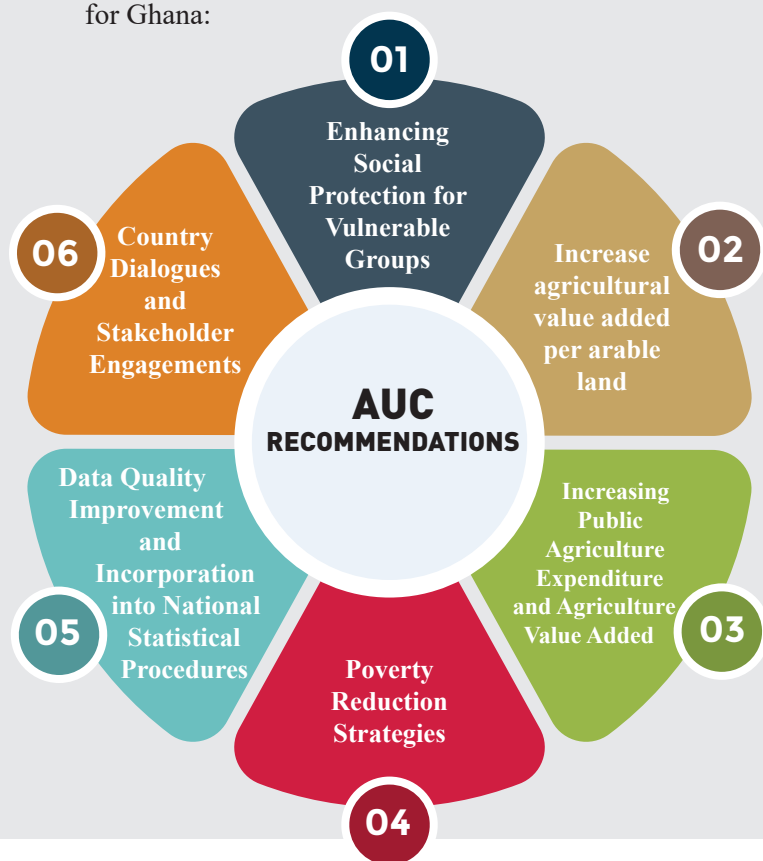 for Ghana:
01
Enhancing
Social
Protection for
Vulnerable
Groups
02
Increase
agricultural
value added
per arable
land
03
Increasing
Public
Agriculture
Expenditure
and Agriculture
Value Added
04
Poverty
Reduction
Strategies
05
Data Quality
Improvement
and
Incorporation
into National
Statistical
Procedures
06
Country
Dialogues
and
Stakeholder
Engagements
AUC
RECOMMENDATIONS